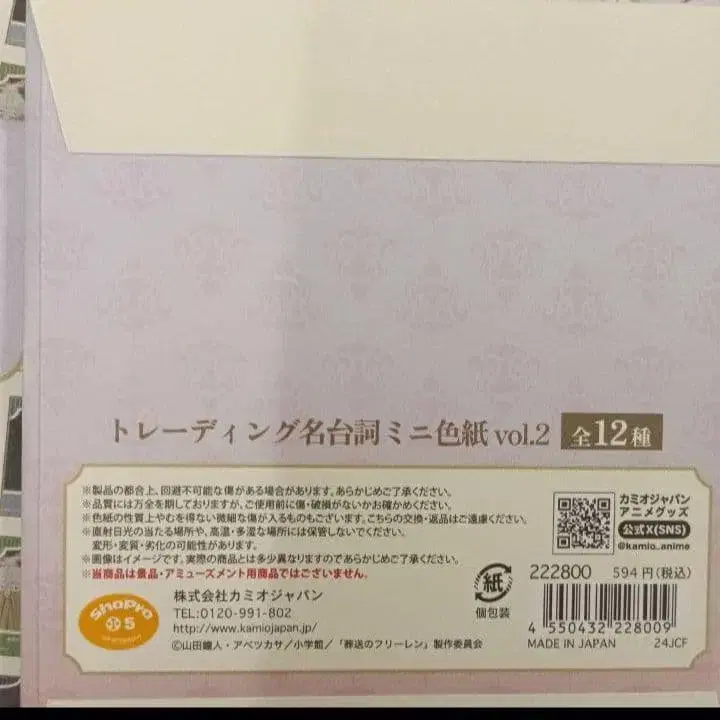 トレーディング名台詞ミニ色紙 vol.2 全12種
※製品の都合上、回避不可能な傷がある場合があります。あらかじめご了承ください。
※品質には万全を期しておりますが、ご使用前に傷・破損がないかお確かめください。
※色紙の性質上やむを得ない微細な傷が入るものもございます。こちらの交換・返品はご遠慮ください。
※直射日光の当たる場所や、高温・多湿な場所には保管しないでください。
変形・変質・劣化の可能性があります。
※画像はイメージです。実際の商品とは多少異なりますのであらかじめご了承ください。
※当商品は景品・アミューズメント用商品ではございません。
カミオジャパン
アニメグッズ
公式X(SNS)
@kamio_anime
ShoPro
5
株式会社カミオジャパン
TEL:0120-991-802
http://www.kamiojapan.jp/
©山田鐘人・アベツカサ/小学館/「葬送のフリーレン」製作委員会
紙
個包装
222800 594円(税込)
4 550432 228009
MADE IN JAPAN 24JCF